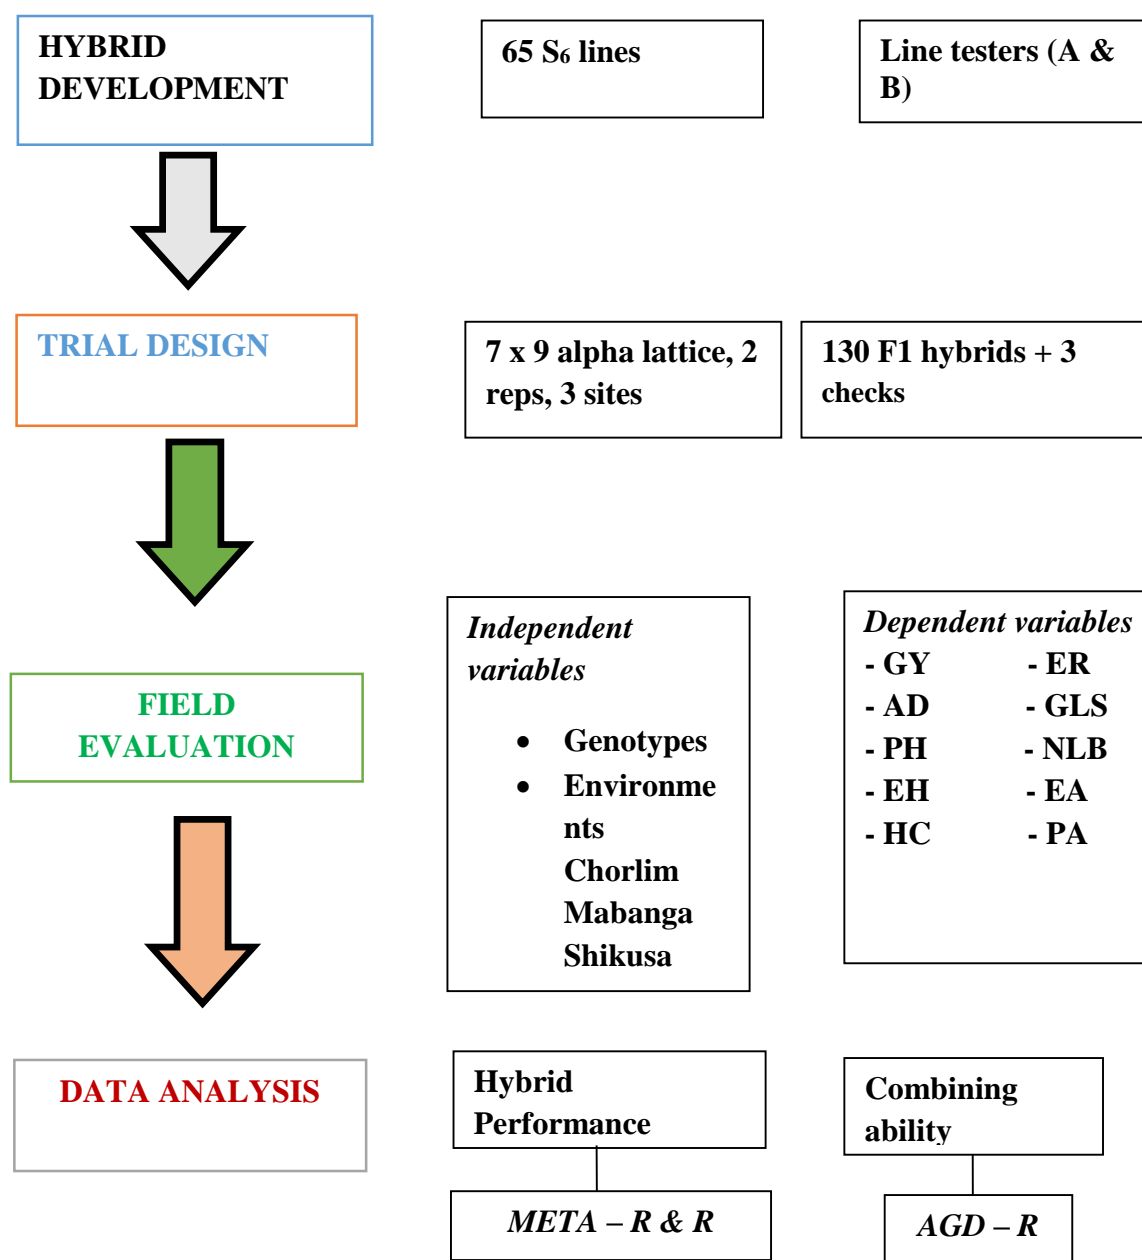 HYBRID
DEVELOPMENT
65 S₆ lines
Line testers (A &
B)
TRIAL DESIGN
7 x 9 alpha lattice, 2
reps, 3 sites
130 F1 hybrids + 3
checks
FIELD
EVALUATION
Independent
variables
• Genotypes
• Environme
nts
Chorlim
Mabanga
Shikusa
Dependent variables
- GY - ER
- AD - GLS
- PH - NLB
- EH - EA
- HC - PA
DATA ANALYSIS
Hybrid
Performance
Combining
ability
META – R & R
AGD – R